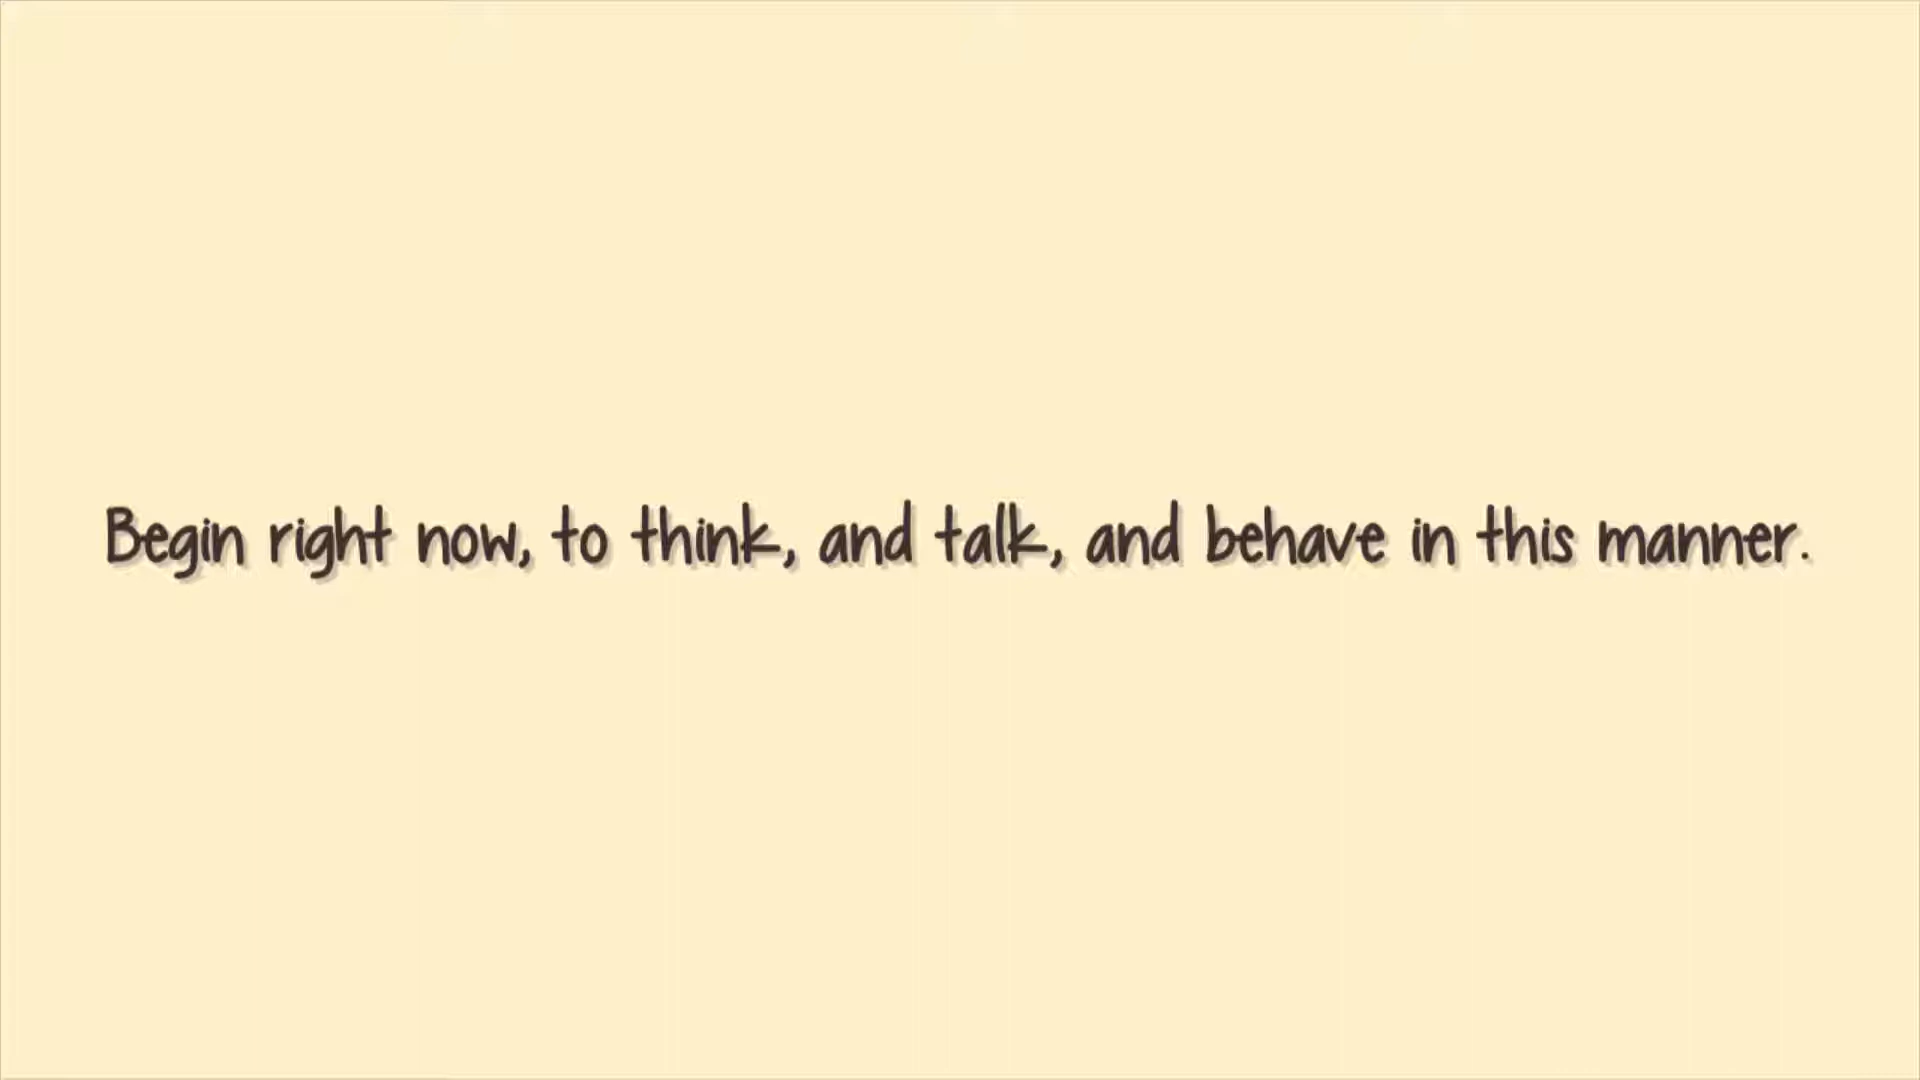 Begin right now, to think, and talk, and behave in this manner.